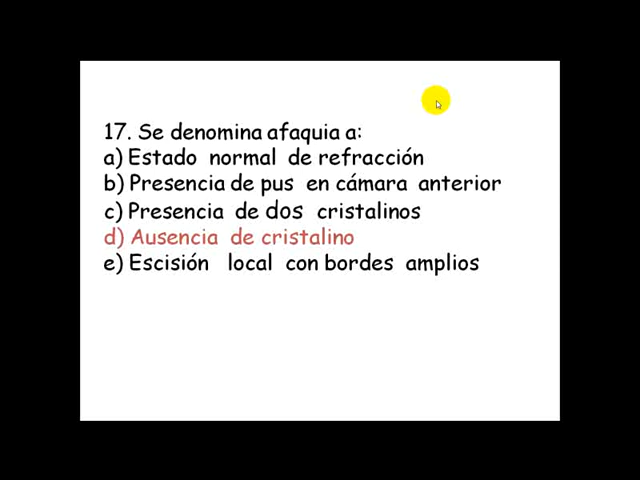 17. Se denomina afaquia a:
a) Estado normal de refracción
b) Presencia de pus en cámara anterior
c) Presencia de dos cristalinos
d) Ausencia de cristalino
e) Escisión local con bordes amplios